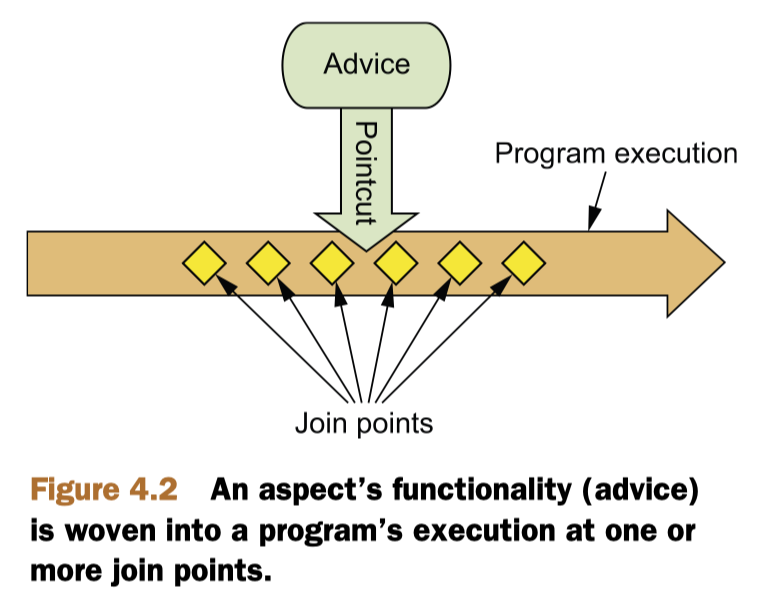 Advice
Pointcut
Program execution
Join points
Figure 4.2 An aspect’s functionality (advice)
is woven into a program’s execution at one or
more join points.